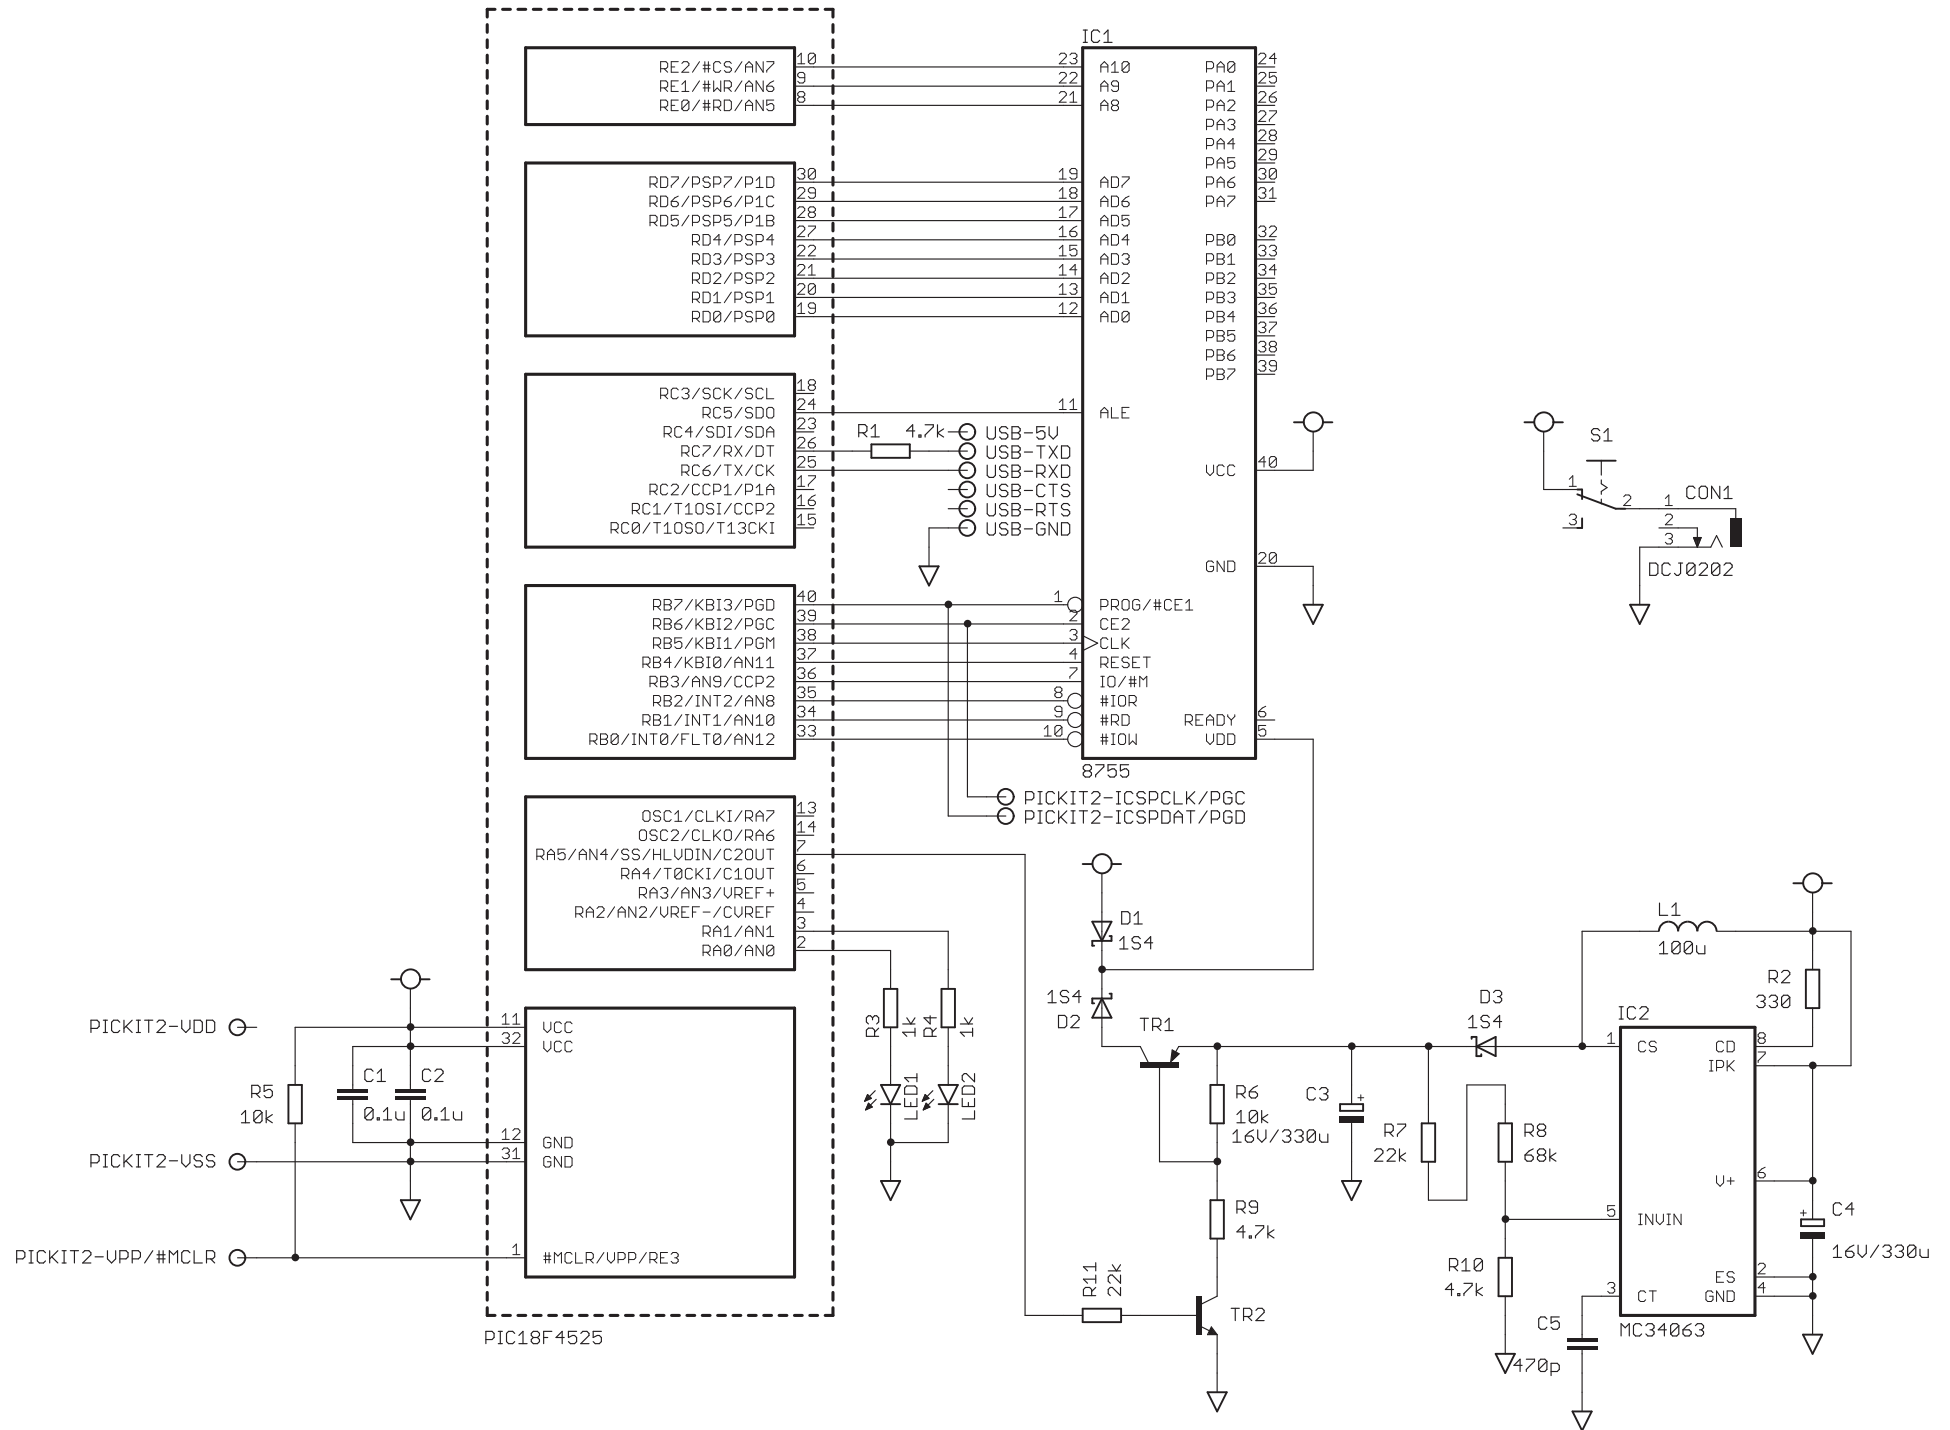 IC1
RE2/#CS/AN7 10 23 A10 PA0 24
RE1/#WR/AN6 9 22 A9 PA1 25
RE0/#RD/AN5 8 21 A8 PA2 26
PA3 27
PA4 28
PA5 29
RD7/PSP7/P1D 30 19 AD7 PA6 30
RD6/PSP6/P1C 29 18 AD6 PA7 31
RD5/PSP5/P1B 28 17 AD5
RD4/PSP4 27 16 AD4 PB0 32
RD3/PSP3 22 15 AD3 PB1 33
RD2/PSP2 21 14 AD2 PB2 34
RD1/PSP1 20 13 AD1 PB3 35
RD0/PSP0 19 12 AD0 PB4 36
PB5 37
PB6 38
PB7 39
RC3/SCK/SCL 18
RC5/SDO 24 11 ALE
RC4/SDI/SDA 23 R1 4.7k USB-5V
RC7/RX/DT 26 USB-TXD
RC6/TX/CK 25 USB-RXD VCC 40
RC2/CCP1/P1A 17 USB-CTS
RC1/T1OSI/CCP2 16 USB-RTS
RC0/T1OSO/T13CKI 15 USB-GND
S1
1 2 3
1 CON1
2
3
DCJ0202
GND 20
RB7/KBI3/PGD 40 1 PROG/#CE1
RB6/KBI2/PGC 39 2 CE2
RB5/KBI1/PGM 38 3 CLK
RB4/KBI0/AN11 37 4 RESET
RB3/AN9/CCP2 36 7 IO/#M
RB2/INT2/AN8 35 8 #IOR
RB1/INT1/AN10 34 9 #RD READY 6
RB0/INT0/FLT0/AN12 33 10 #IOW VDD 5
8755
PICKIT2-ICSPCLK/PGC
PICKIT2-ICSPDAT/PGD
OSC1/CLKI/RA7 13
OSC2/CLKO/RA6 14
RA5/AN4/SS/HLVDIN/C2OUT 7
RA4/T0CKI/C1OUT 6
RA3/AN3/VREF+ 5
RA2/AN2/VREF-/CVREF 4
RA1/AN1 3
RA0/AN0 2
D1
1S4
1S4
D2
TR1
L1
100u
R2
330
D3
1S4
IC2
1 CS CD 8
IPK 7
V+ 6
5 INVIN
ES 2
3 CT GND 4
MC34063
PICKIT2-VDD
11 VCC
32 VCC
R3 1k
R4 1k
C1
0.1u
C2
0.1u
R5
10k
LED1
LED2
12 GND
31 GND
PICKIT2-VSS
PICKIT2-VPP/#MCLR
1 #MCLR/VPP/RE3
PIC18F4525
R6
10k
C3 +
16V/330u
R7
22k
R8
68k
R9
4.7k
R10
4.7k
R11
22k
TR2
C4 +
16V/330u
C5
470p